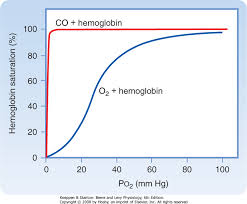 CO + hemoglobin
O₂ + hemoglobin
Hemoglobin saturation (%)
100
80
60
40
20
0
0 20 40 60 80 100
PO₂ (mm Hg)
Koeppen & Stanton: Berne and Levy Physiology, 6th Edition.
Copyright © 2008 by Mosby, an imprint of Elsevier, Inc. All rights reserved